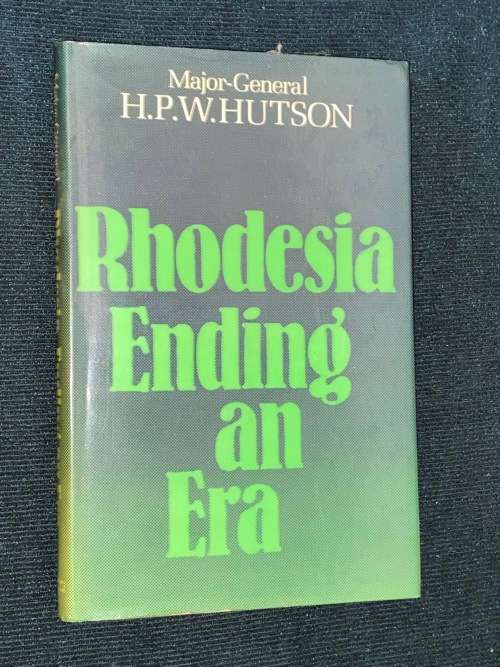 Major-General
H.P.W.HUTSON
Rhodesia
Ending
an
Era